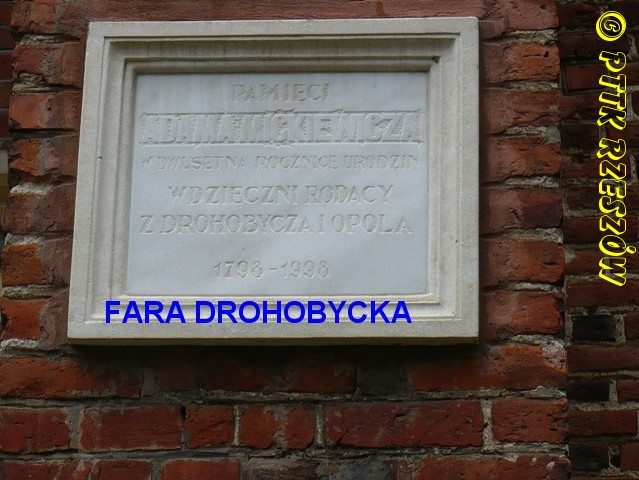 PAMIĘCI
ADAMA MICKIEWICZA
W DWUSETNĄ ROCZNICĘ URODZIN
WDZIĘCZNI RODACY
Z DROHOBYCZA I OPOLA
1798-1998
FARA DROHOBYCKA
© PTTK RZESZÓW